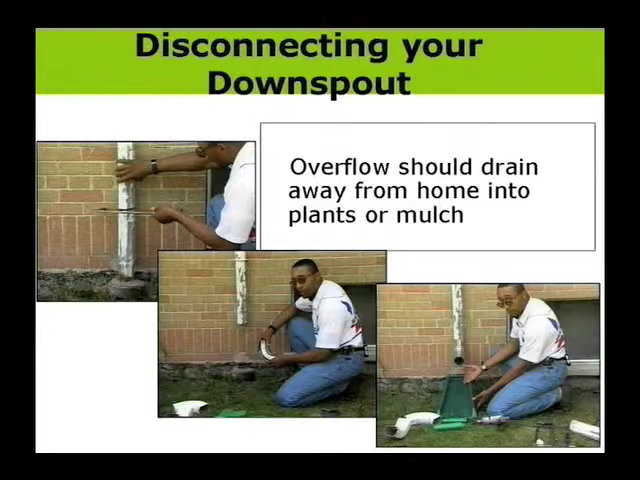 Disconnecting your
Downspout
Overflow should drain
away from home into
plants or mulch